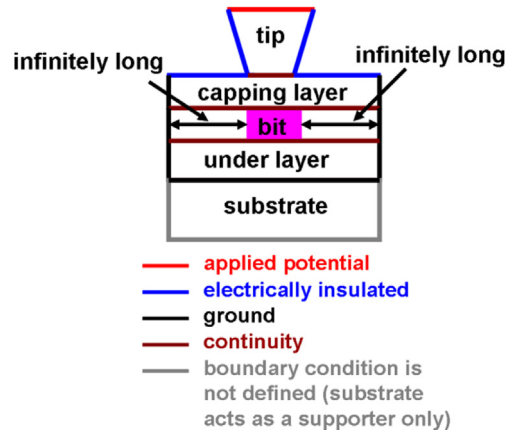 tip
infinitely long
infinitely long
capping layer
bit
under layer
substrate
applied potential
electrically insulated
ground
continuity
boundary condition is
not defined (substrate
acts as a supporter only)